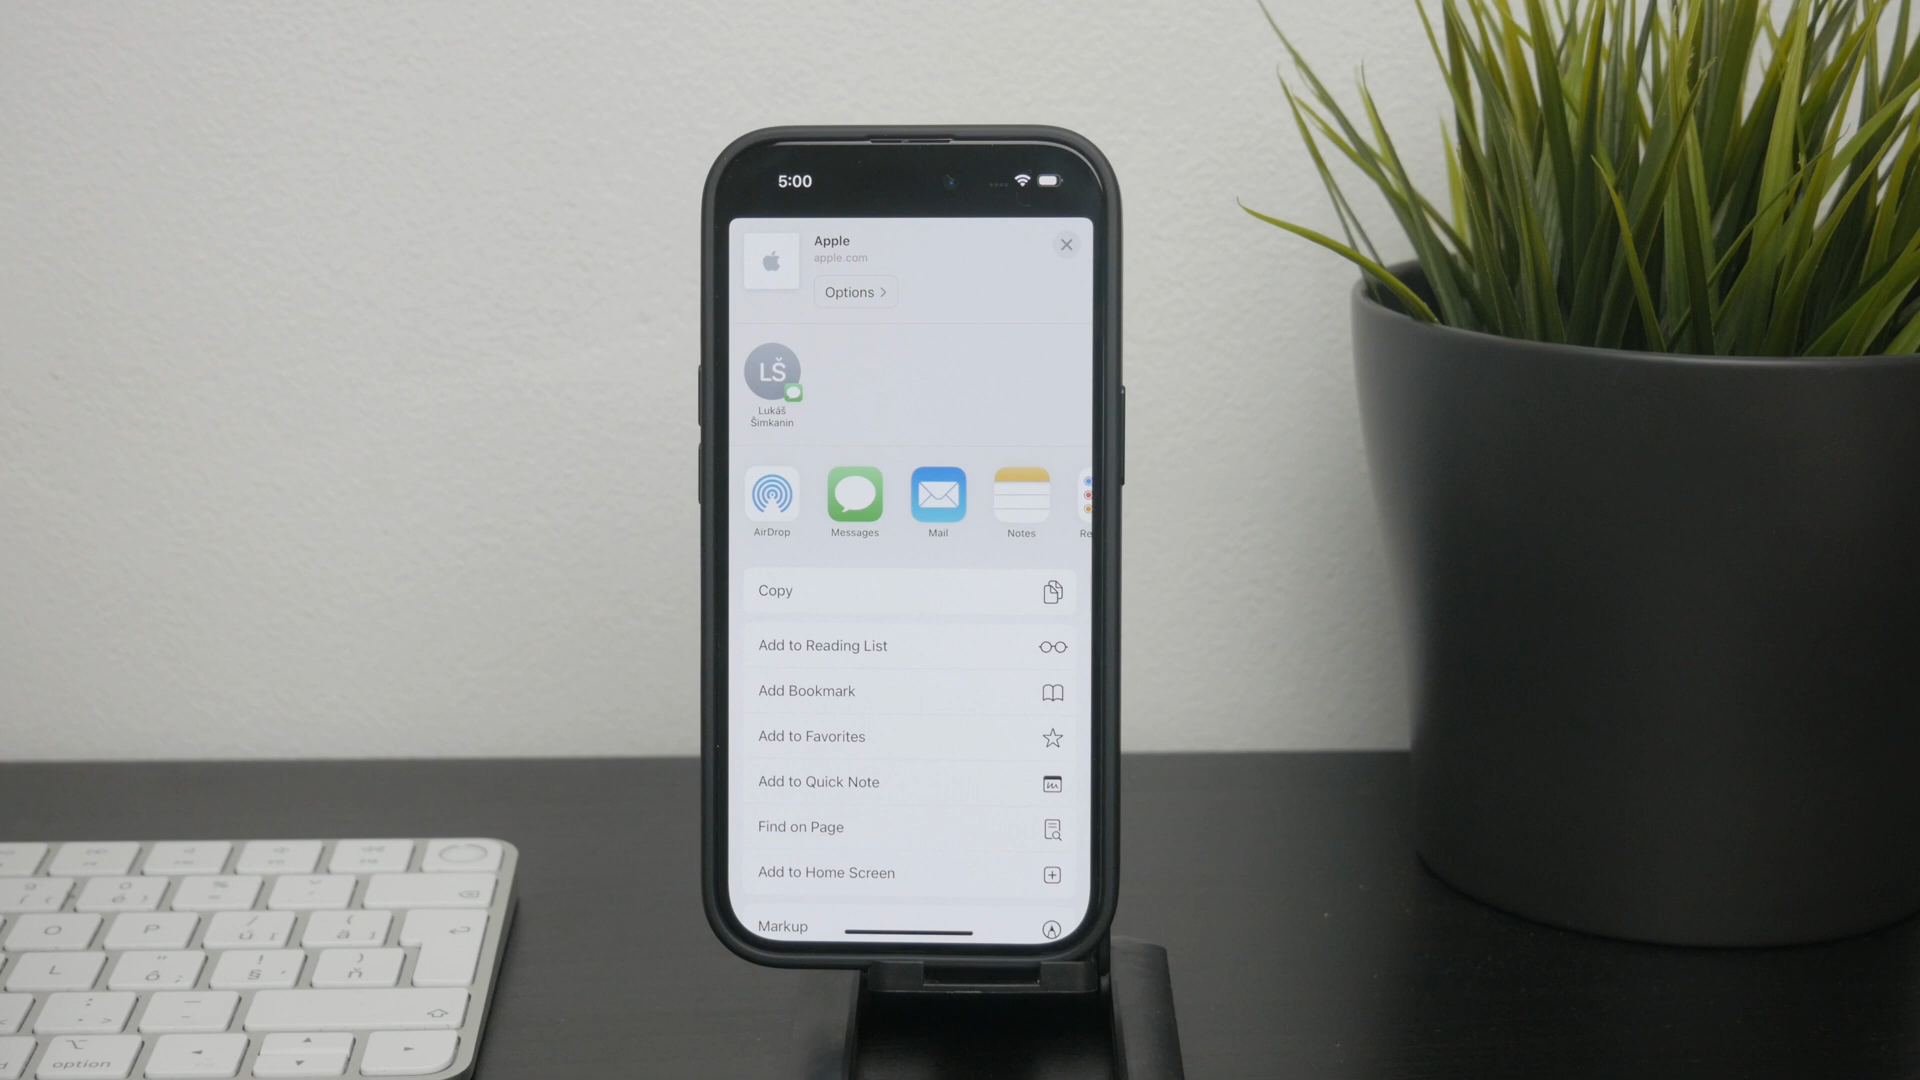 5:00
Apple
apple.com
Options
LŠ
Lukáš
Šimkanin
AirDrop
Messages
Mail
Notes
Re
Copy
Add to Reading List
Add Bookmark
Add to Favorites
Add to Quick Note
Find on Page
Add to Home Screen
Markup
O P ú ä
L ô ; § ň
option